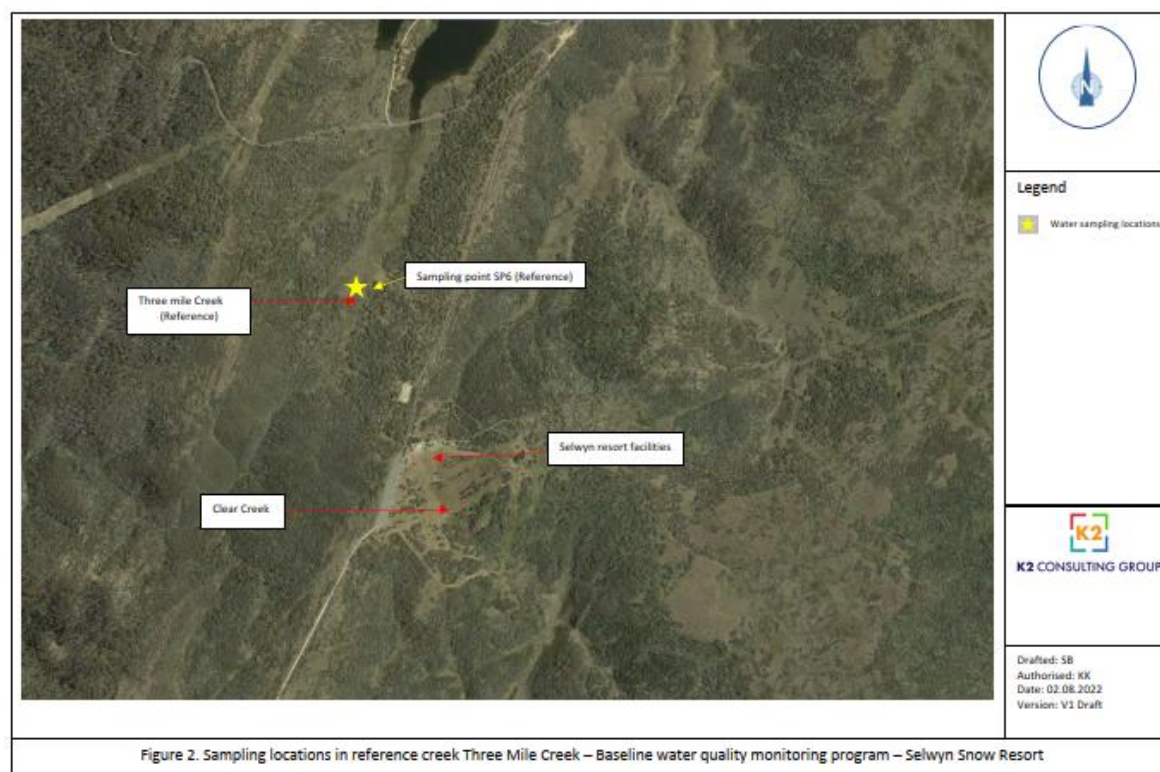 N
Legend
Water sampling locations
Sampling point SP6 (Reference)
Three mile Creek
(Reference)
Selwyn resort facilities
Clear Creek
K2
K2 CONSULTING GROUP
Drafted: SB
Authorised: KK
Date: 02.08.2022
Version: V1 Draft
Figure 2. Sampling locations in reference creek Three Mile Creek – Baseline water quality monitoring program – Selwyn Snow Resort